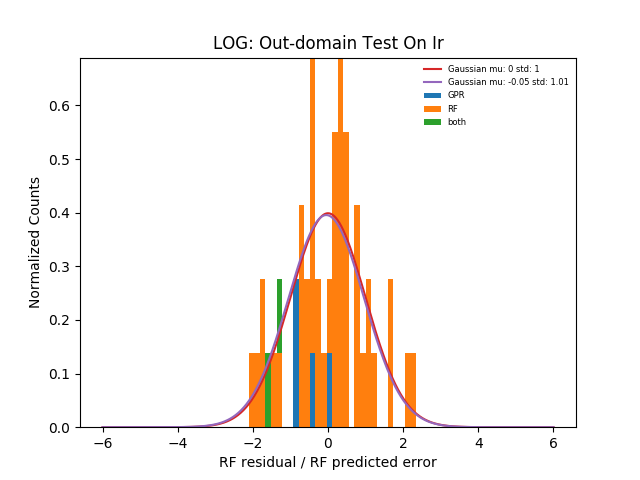 LOG: Out-domain Test On Ir
Gaussian mu: 0 std: 1
Gaussian mu: -0.05 std: 1.01
GPR
RF
both
Normalized Counts
0.6
0.5
0.4
0.3
0.2
0.1
0.0
−6 −4 −2 0 2 4 6
RF residual / RF predicted error